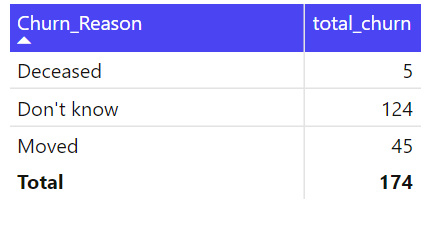 Churn_Reason total_churn
Deceased 5
Don't know 124
Moved 45
Total 174